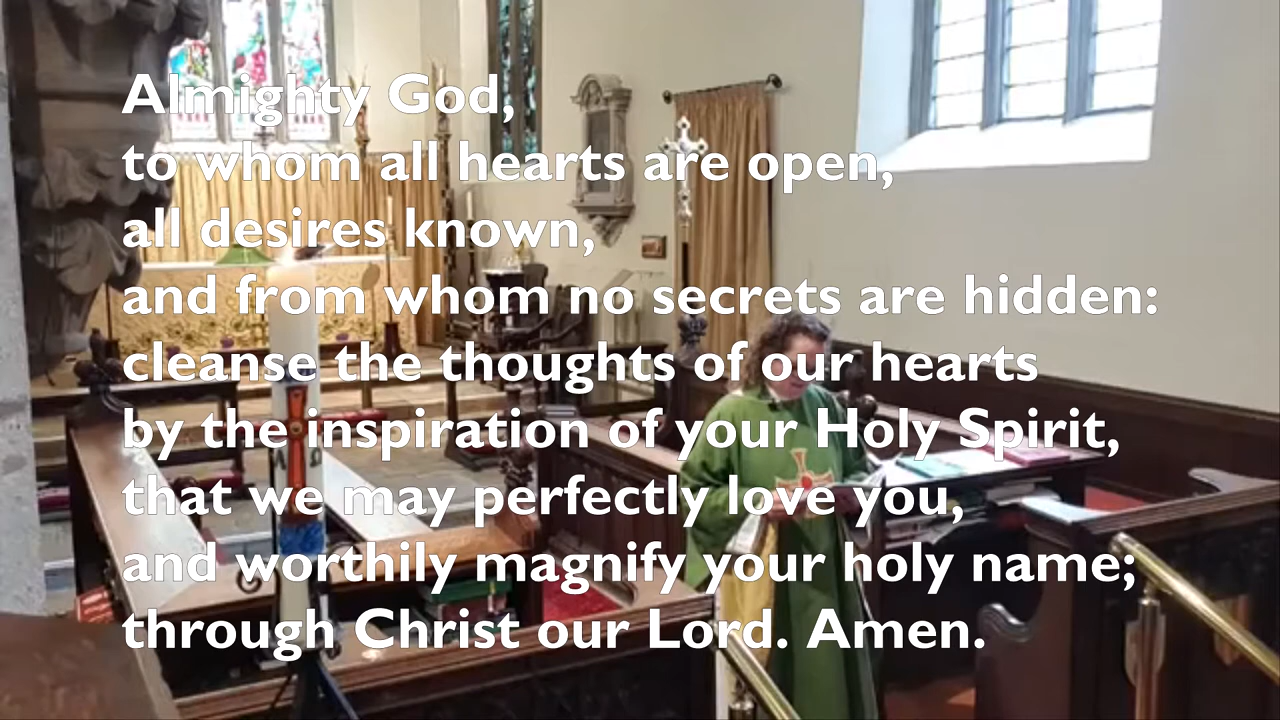 Almighty God,
to whom all hearts are open,
all desires known,
and from whom no secrets are hidden:
cleanse the thoughts of our hearts
by the inspiration of your Holy Spirit,
that we may perfectly love you,
and worthily magnify your holy name;
through Christ our Lord. Amen.
Α Ω